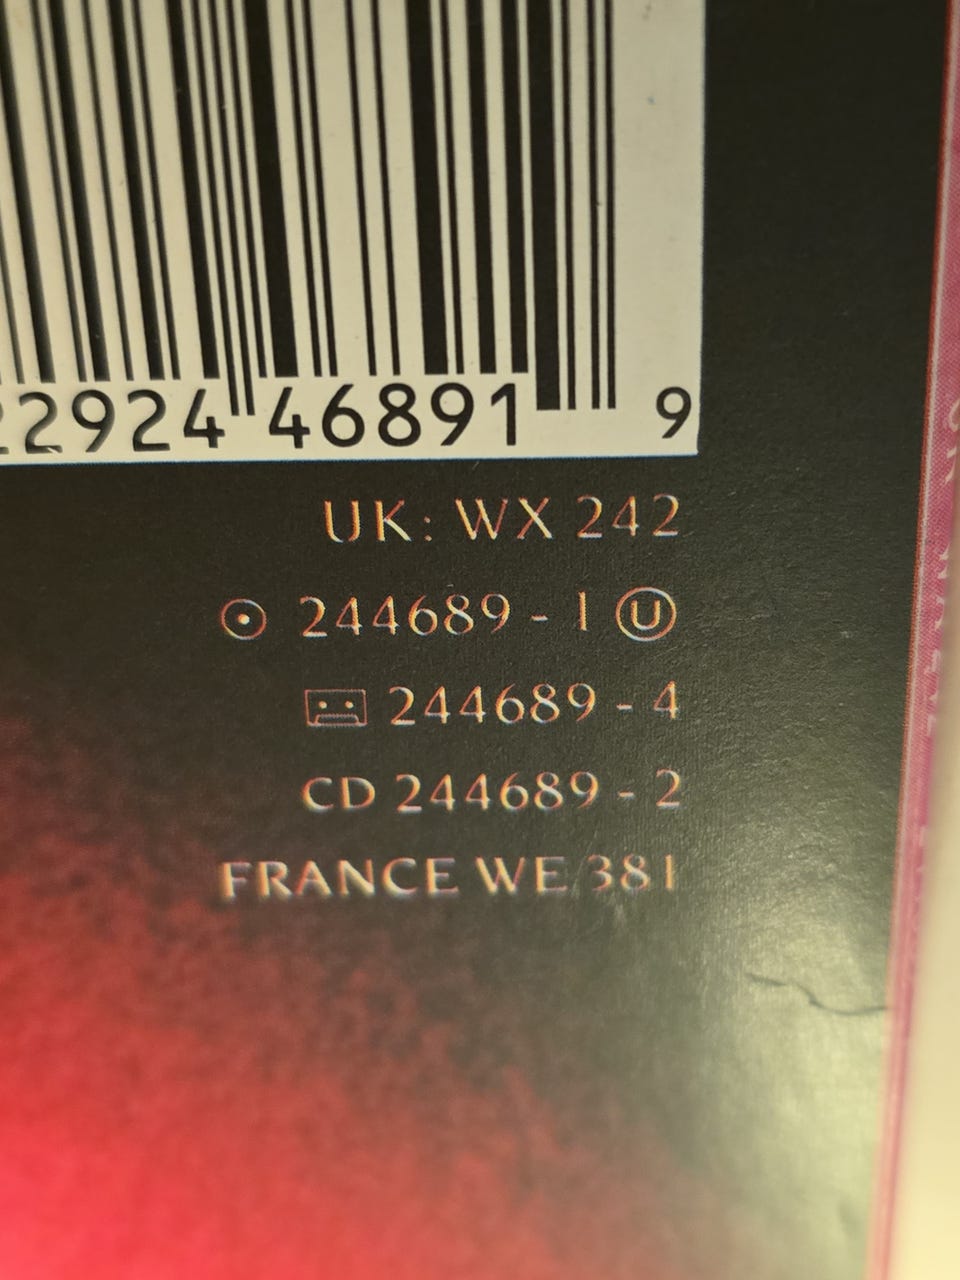 22924 46891 9
UK: WX 242
244689 - 1 U
244689 - 4
CD 244689 - 2
FRANCE WE 381